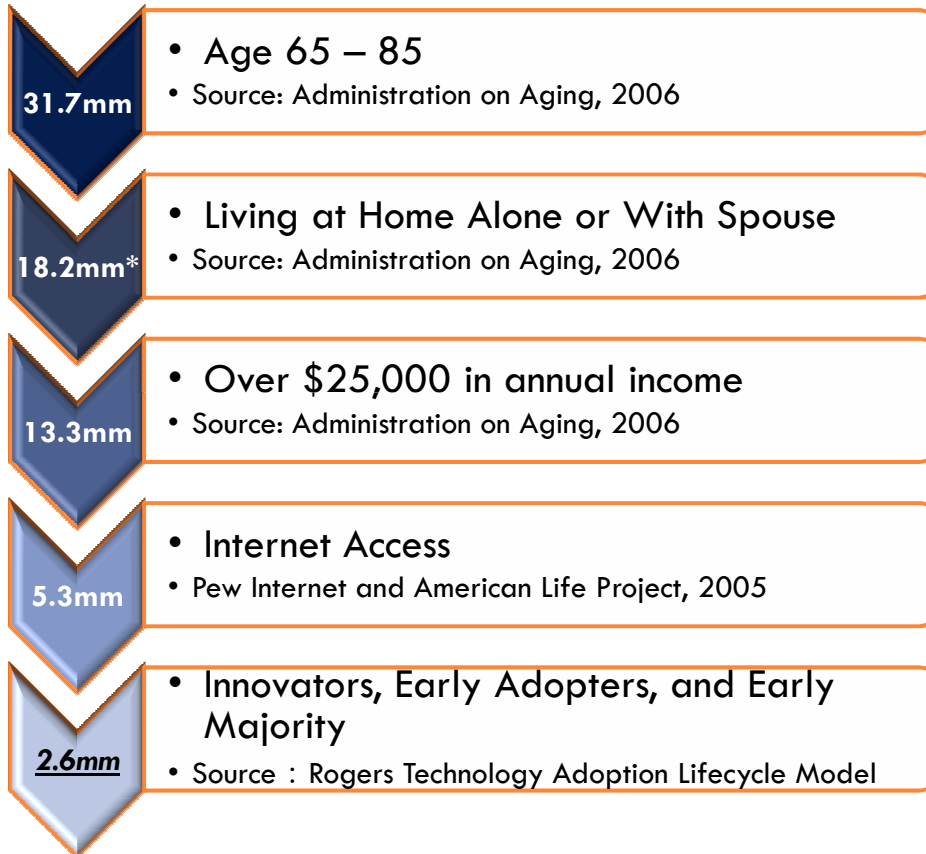 31.7mm
• Age 65 – 85
• Source: Administration on Aging, 2006
18.2mm*
• Living at Home Alone or With Spouse
• Source: Administration on Aging, 2006
13.3mm
• Over $25,000 in annual income
• Source: Administration on Aging, 2006
5.3mm
• Internet Access
• Pew Internet and American Life Project, 2005
2.6mm
• Innovators, Early Adopters, and Early
Majority
• Source : Rogers Technology Adoption Lifecycle Model